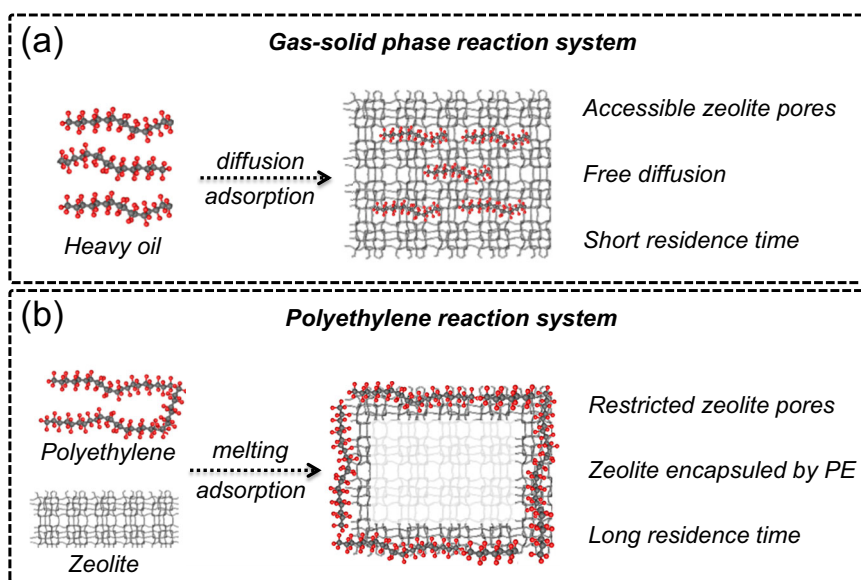 (a)
Gas-solid phase reaction system
Heavy oil
diffusion
adsorption
Accessible zeolite pores
Free diffusion
Short residence time
(b)
Polyethylene reaction system
Polyethylene
Zeolite
melting
adsorption
Restricted zeolite pores
Zeolite encapsuled by PE
Long residence time